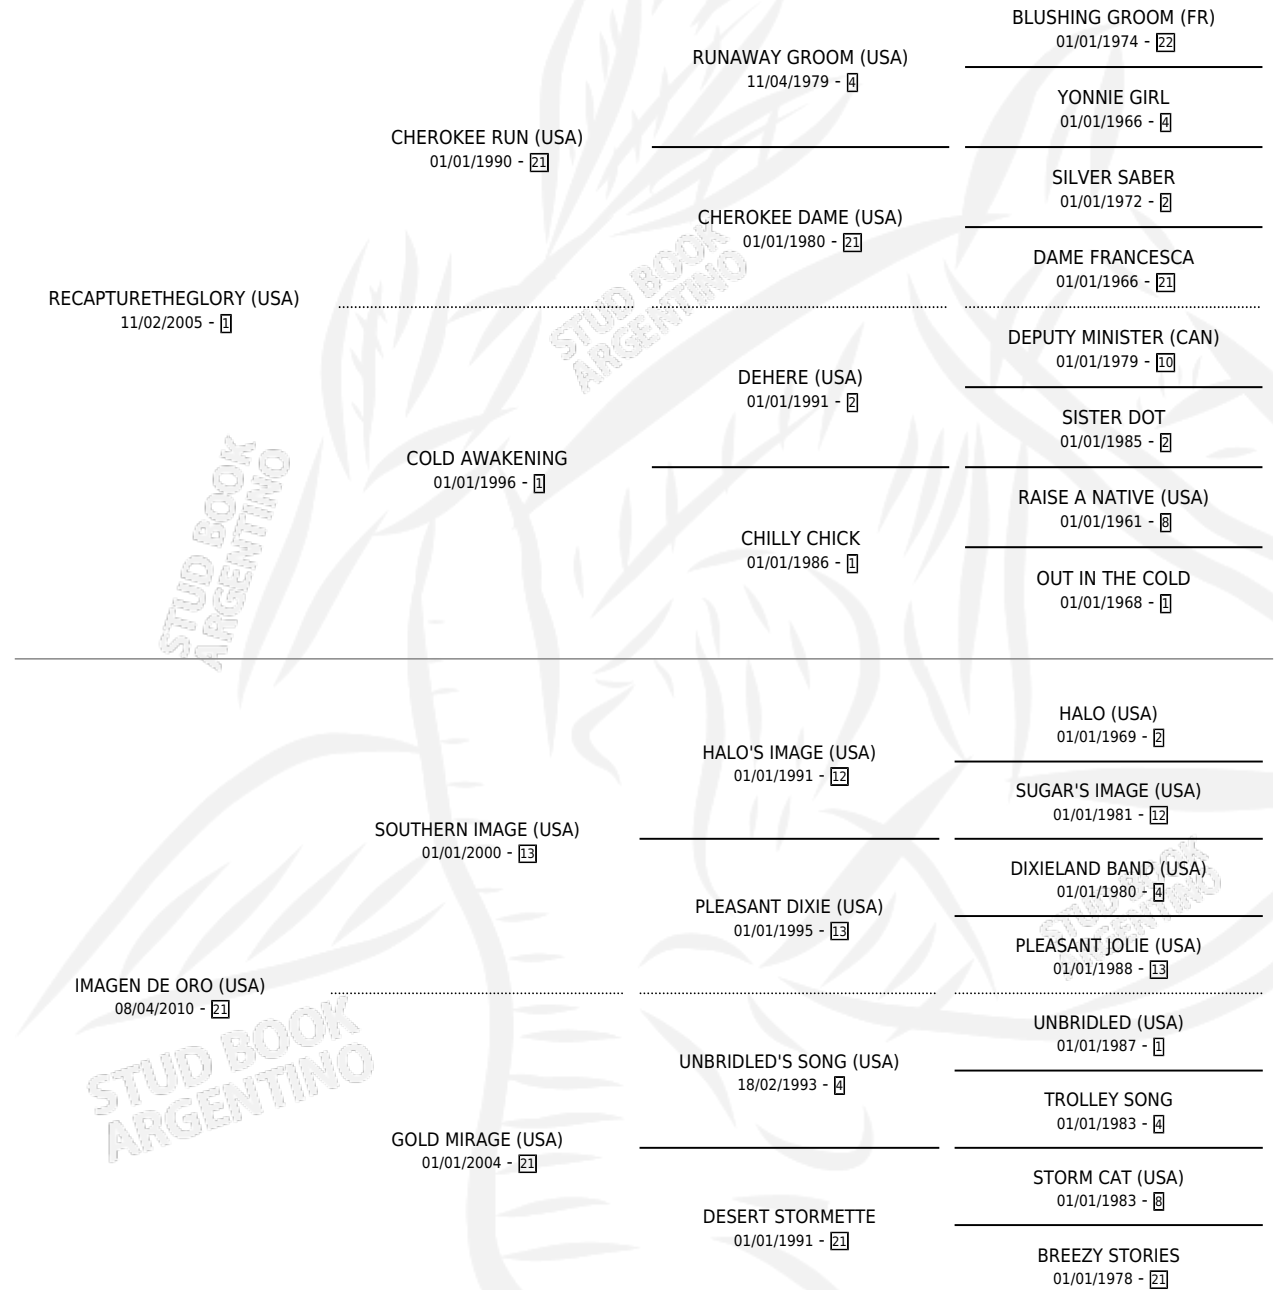 BLUSHING GROOM (FR)
01/01/1974 - 22
RUNAWAY GROOM (USA)
11/04/1979 - 4
YONNIE GIRL
01/01/1966 - 4
CHEROKEE RUN (USA)
01/01/1990 - 21
SILVER SABER
01/01/1972 - 2
CHEROKEE DAME (USA)
01/01/1980 - 21
DAME FRANCESCA
01/01/1966 - 21
RECAPTURETHEGLORY (USA)
11/02/2005 - 1
STUD BOOK
ARGENTINO
DEPUTY MINISTER (CAN)
01/01/1979 - 10
DEHERE (USA)
01/01/1991 - 2
SISTER DOT
01/01/1985 - 2
COLD AWAKENING
01/01/1996 - 1
RAISE A NATIVE (USA)
01/01/1961 - 8
CHILLY CHICK
01/01/1986 - 1
OUT IN THE COLD
01/01/1968 - 1
STUD BOOK
ARGENTINO
HALO (USA)
01/01/1969 - 2
HALO'S IMAGE (USA)
01/01/1991 - 12
SUGAR'S IMAGE (USA)
01/01/1981 - 12
SOUTHERN IMAGE (USA)
01/01/2000 - 13
DIXIELAND BAND (USA)
01/01/1980 - 4
PLEASANT DIXIE (USA)
01/01/1995 - 13
PLEASANT JOLIE (USA)
01/01/1988 - 13
STUD BOOK
ARGENTINO
IMAGEN DE ORO (USA)
08/04/2010 - 21
STUD BOOK
ARGENTINO
UNBRIDLED (USA)
01/01/1987 - 1
UNBRIDLED'S SONG (USA)
18/02/1993 - 4
TROLLEY SONG
01/01/1983 - 4
GOLD MIRAGE (USA)
01/01/2004 - 21
STORM CAT (USA)
01/01/1983 - 8
DESERT STORMETTE
01/01/1991 - 21
BREEZY STORIES
01/01/1978 - 21